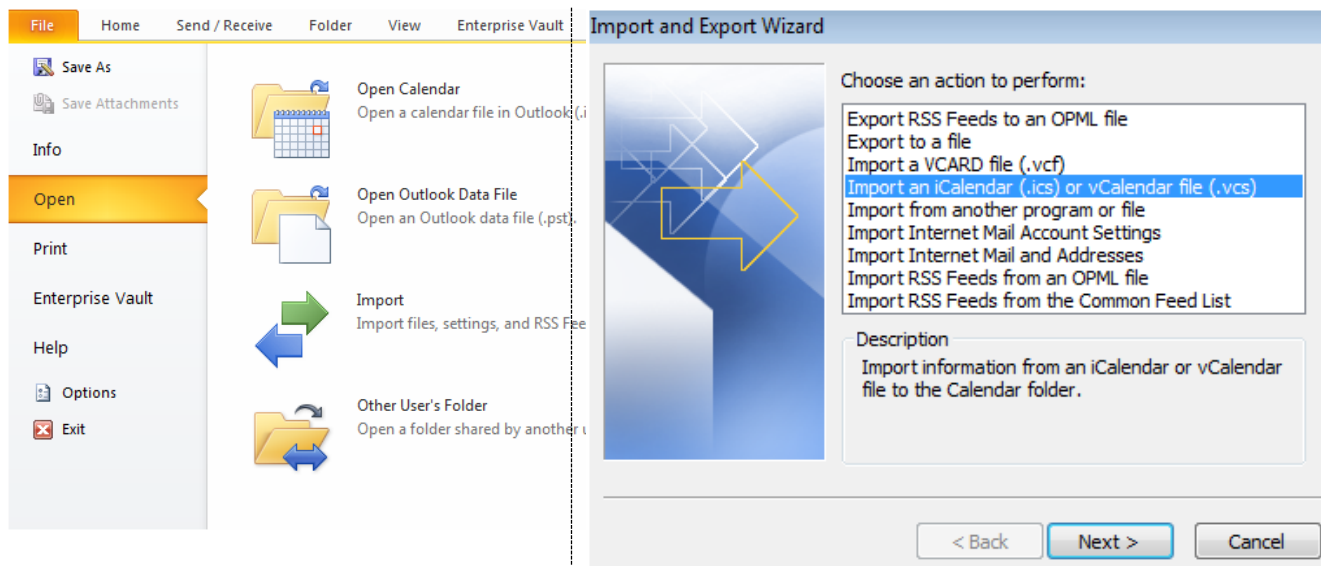 File Home Send / Receive Folder View Enterprise Vault
Save As
Save Attachments
Info
Open
Print
Enterprise Vault
Help
Options
Exit
Open Calendar
Open a calendar file in Outlook (.i
Open Outlook Data File
Open an Outlook data file (.pst).
Import
Import files, settings, and RSS Fee
Other User's Folder
Open a folder shared by another u
Import and Export Wizard
Choose an action to perform:
Export RSS Feeds to an OPML file
Export to a file
Import a VCARD file (.vcf)
Import an iCalendar (.ics) or vCalendar file (.vcs)
Import from another program or file
Import Internet Mail Account Settings
Import Internet Mail and Addresses
Import RSS Feeds from an OPML file
Import RSS Feeds from the Common Feed List
Description
Import information from an iCalendar or vCalendar
file to the Calendar folder.
< Back Next > Cancel